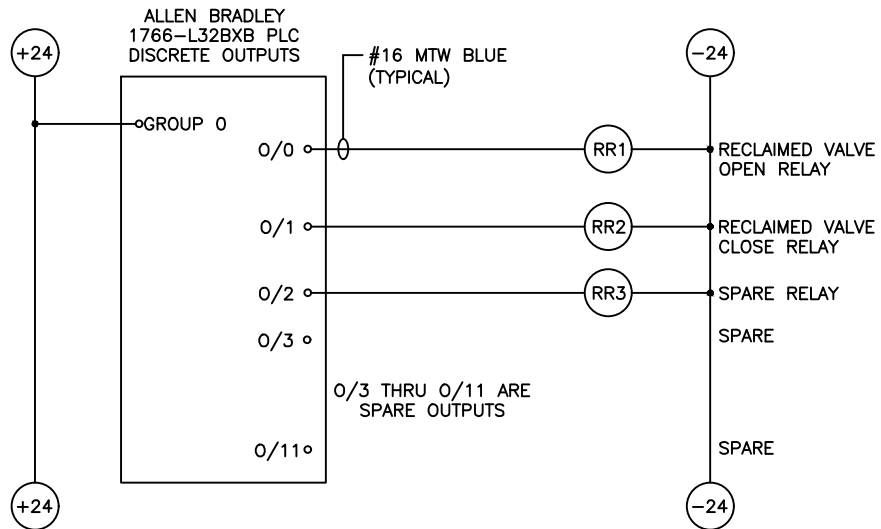 ALLEN BRADLEY
1766-L32BXB PLC
DISCRETE OUTPUTS
+24
#16 MTW BLUE
(TYPICAL)
-24
GROUP 0
0/0
RR1
RECLAIMED VALVE
OPEN RELAY
0/1
RR2
RECLAIMED VALVE
CLOSE RELAY
0/2
RR3
SPARE RELAY
0/3
SPARE
0/3 THRU 0/11 ARE
SPARE OUTPUTS
0/11
SPARE
+24
-24